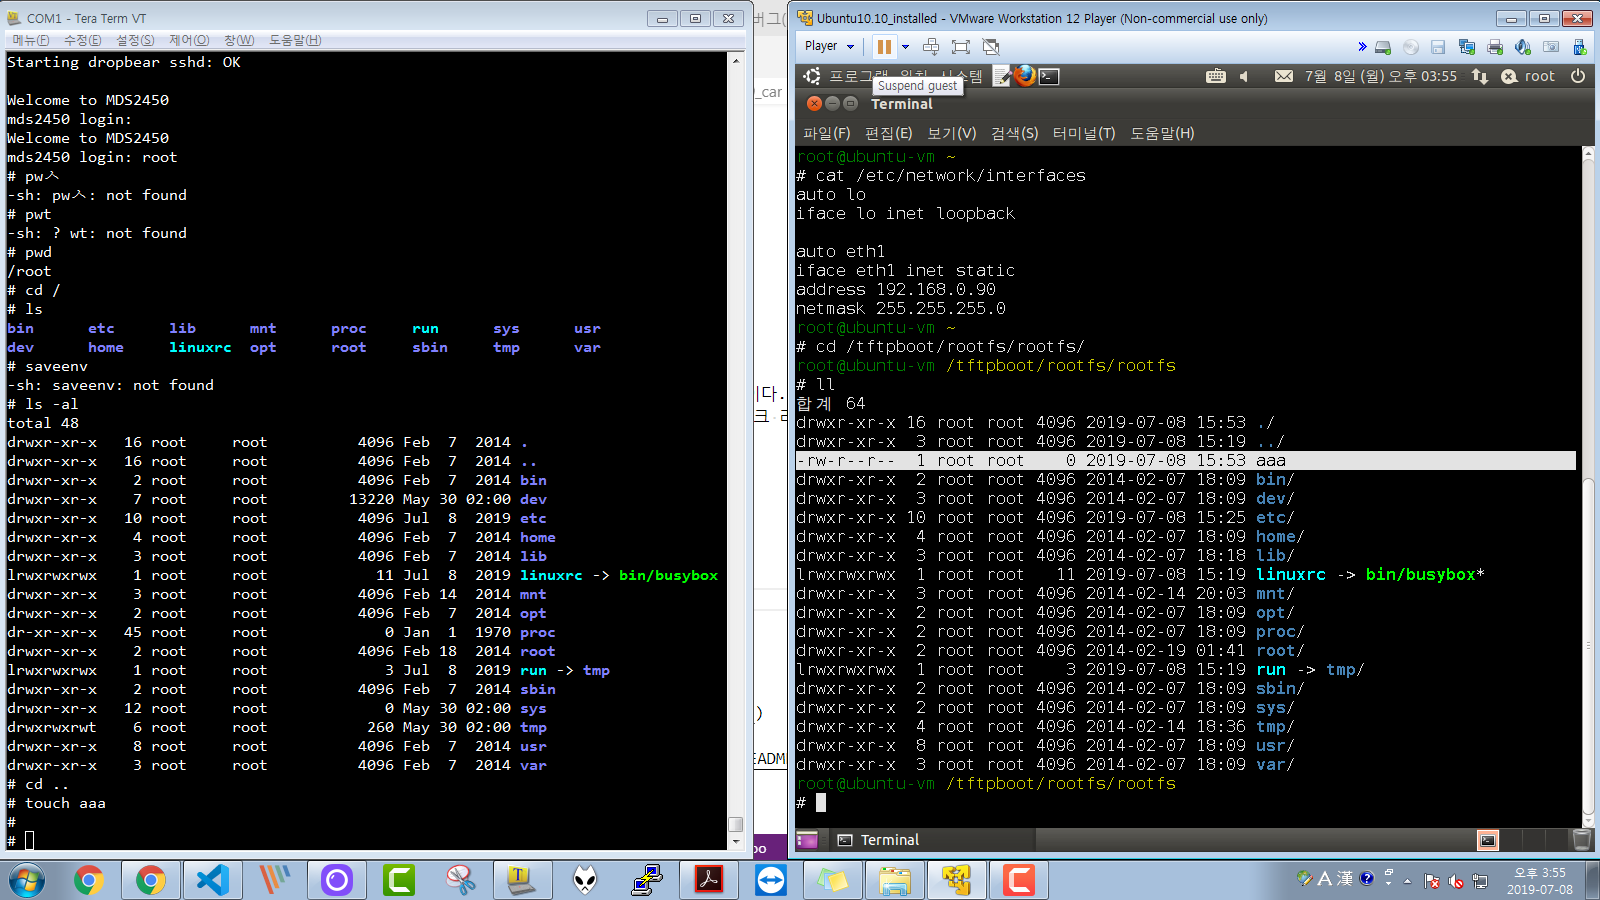 COM1 - Tera Term VT
메뉴(F) 수정(E) 설정(S) 제어(O) 창(W) 도움말(H)
Starting dropbear sshd: OK
Welcome to MDS2450
mds2450 login:
Welcome to MDS2450
mds2450 login: root
# pwㅅ
-sh: pwㅅ: not found
# pwt
-sh: ? wt: not found
# pwd
/root
# cd /
# ls
bin etc lib mnt proc run sys usr
dev home linuxrc opt root sbin tmp var
# saveenv
-sh: saveenv: not found
# ls -al
total 48
drwxr-xr-x 16 root root 4096 Feb 7 2014 .
drwxr-xr-x 16 root root 4096 Feb 7 2014 ..
drwxr-xr-x 2 root root 4096 Feb 7 2014 bin
drwxr-xr-x 7 root root 13220 May 30 02:00 dev
drwxr-xr-x 10 root root 4096 Jul 8 2019 etc
drwxr-xr-x 4 root root 4096 Feb 7 2014 home
drwxr-xr-x 3 root root 4096 Feb 7 2014 lib
lrwxrwxrwx 1 root root 11 Jul 8 2019 linuxrc -> bin/busybox
drwxr-xr-x 3 root root 4096 Feb 14 2014 mnt
drwxr-xr-x 2 root root 4096 Feb 7 2014 opt
dr-xr-xr-x 45 root root 0 Jan 1 1970 proc
drwxr-xr-x 2 root root 4096 Feb 18 2014 root
lrwxrwxrwx 1 root root 3 Jul 8 2019 run -> tmp
drwxr-xr-x 2 root root 4096 Feb 7 2014 sbin
drwxr-xr-x 12 root root 0 May 30 02:00 sys
drwxrwxrwt 6 root root 260 May 30 02:00 tmp
drwxr-xr-x 8 root root 4096 Feb 7 2014 usr
drwxr-xr-x 3 root root 4096 Feb 7 2014 var
# cd ..
# touch aaa
#
#
버그(
_car
다.
크
)
EADM
oo
Ubuntu10.10_installed - VMware Workstation 12 Player (Non-commercial use only)
Player
프로그램 위치 시스템 7월 8일 (월) 오후 03:55 root
Suspend guest
Terminal
파일(F) 편집(E) 보기(V) 검색(S) 터미널(T) 도움말(H)
root@ubuntu-vm ~
# cat /etc/network/interfaces
auto lo
iface lo inet loopback
auto eth1
iface eth1 inet static
address 192.168.0.90
netmask 255.255.255.0
root@ubuntu-vm ~
# cd /tftpboot/rootfs/rootfs/
root@ubuntu-vm /tftpboot/rootfs/rootfs
# ll
합계 64
drwxr-xr-x 16 root root 4096 2019-07-08 15:53 ./
drwxr-xr-x 3 root root 4096 2019-07-08 15:19 ../
-rw-r--r-- 1 root root 0 2019-07-08 15:53 aaa
drwxr-xr-x 2 root root 4096 2014-02-07 18:09 bin/
drwxr-xr-x 3 root root 4096 2014-02-07 18:09 dev/
drwxr-xr-x 10 root root 4096 2019-07-08 15:25 etc/
drwxr-xr-x 4 root root 4096 2014-02-07 18:09 home/
drwxr-xr-x 3 root root 4096 2014-02-07 18:18 lib/
lrwxrwxrwx 1 root root 11 2019-07-08 15:19 linuxrc -> bin/busybox*
drwxr-xr-x 3 root root 4096 2014-02-14 20:03 mnt/
drwxr-xr-x 2 root root 4096 2014-02-07 18:09 opt/
drwxr-xr-x 2 root root 4096 2014-02-07 18:09 proc/
drwxr-xr-x 2 root root 4096 2014-02-19 01:41 root/
lrwxrwxrwx 1 root root 3 2019-07-08 15:19 run -> tmp/
drwxr-xr-x 2 root root 4096 2014-02-07 18:09 sbin/
drwxr-xr-x 2 root root 4096 2014-02-07 18:09 sys/
drwxr-xr-x 4 root root 4096 2014-02-14 18:36 tmp/
drwxr-xr-x 8 root root 4096 2014-02-07 18:09 usr/
drwxr-xr-x 3 root root 4096 2014-02-07 18:09 var/
root@ubuntu-vm /tftpboot/rootfs/rootfs
#
Terminal
A 漢
오후 3:55
2019-07-08